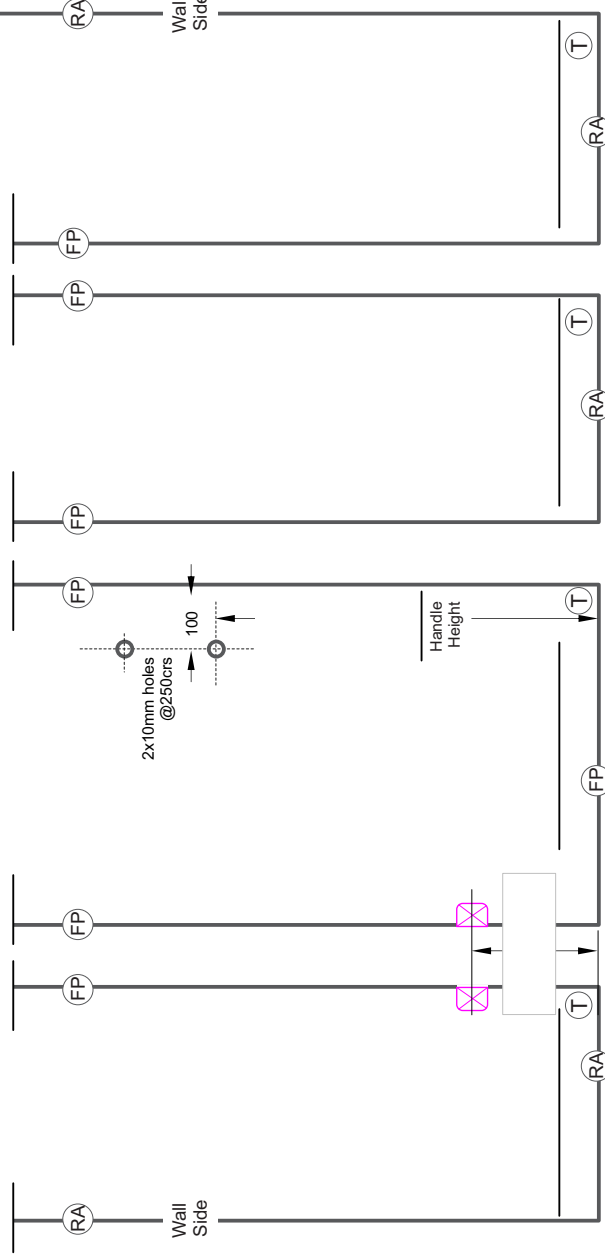 RA
FP
FP
FP
FP
FP
FP
RA
2x10mm holes
@250crs
100
Wall
Side
Wal
Side
Handle
Height
T
T
T
T
RA
FP
RA
RA